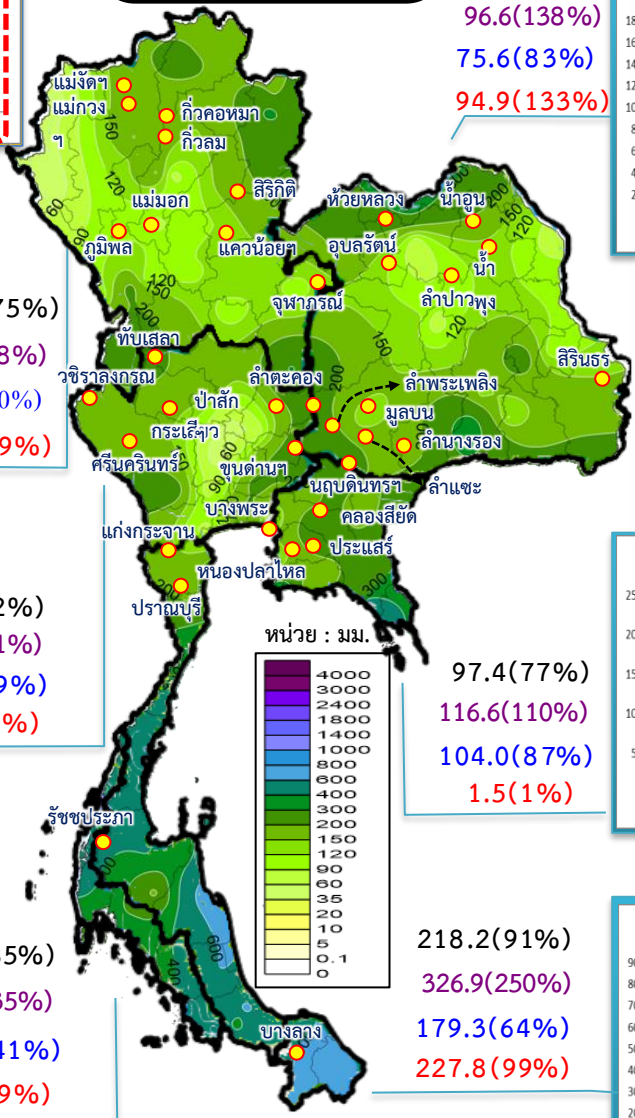 96.6(138%)
75.6(83%)
94.9(133%)
แม่งัดฯ
แม่กวง
ฯ
กิ่วคอหมา
กิ่วลม
แม่มอก
สิริกิติ์
ภูมิพล
แควน้อยฯ
ห้วยหลวง
น้ำอูน
อุบลรัตน์
น้ำ
พุง
ลำปาว
จุฬาภรณ์
สิรินธร
75%)
8%)
0%)
9%)
ทับเสลา
วชิราลงกรณ
ป่าสัก
ลำตะคอง
ลำพระเพลิง
มูลบน
ลำนางรอง
ศรีนครินทร์
ขุนด่านฯ
นฤบดินทรฯ
ลำแซะ
บางพระ
คลองสียัด
แก่งกระจาน
ประแสร์
หนองปลาไหล
ปราณบุรี
2%)
1%)
9%)
%)
หน่วย : มม.
4000
3000
2400
1800
1400
1000
800
600
400
300
200
150
120
90
60
35
20
10
5
0.1
0
97.4(77%)
116.6(110%)
104.0(87%)
1.5(1%)
รัชชประภา
5%)
35%)
41%)
9%)
218.2(91%)
326.9(250%)
179.3(64%)
227.8(99%)
บางลาง